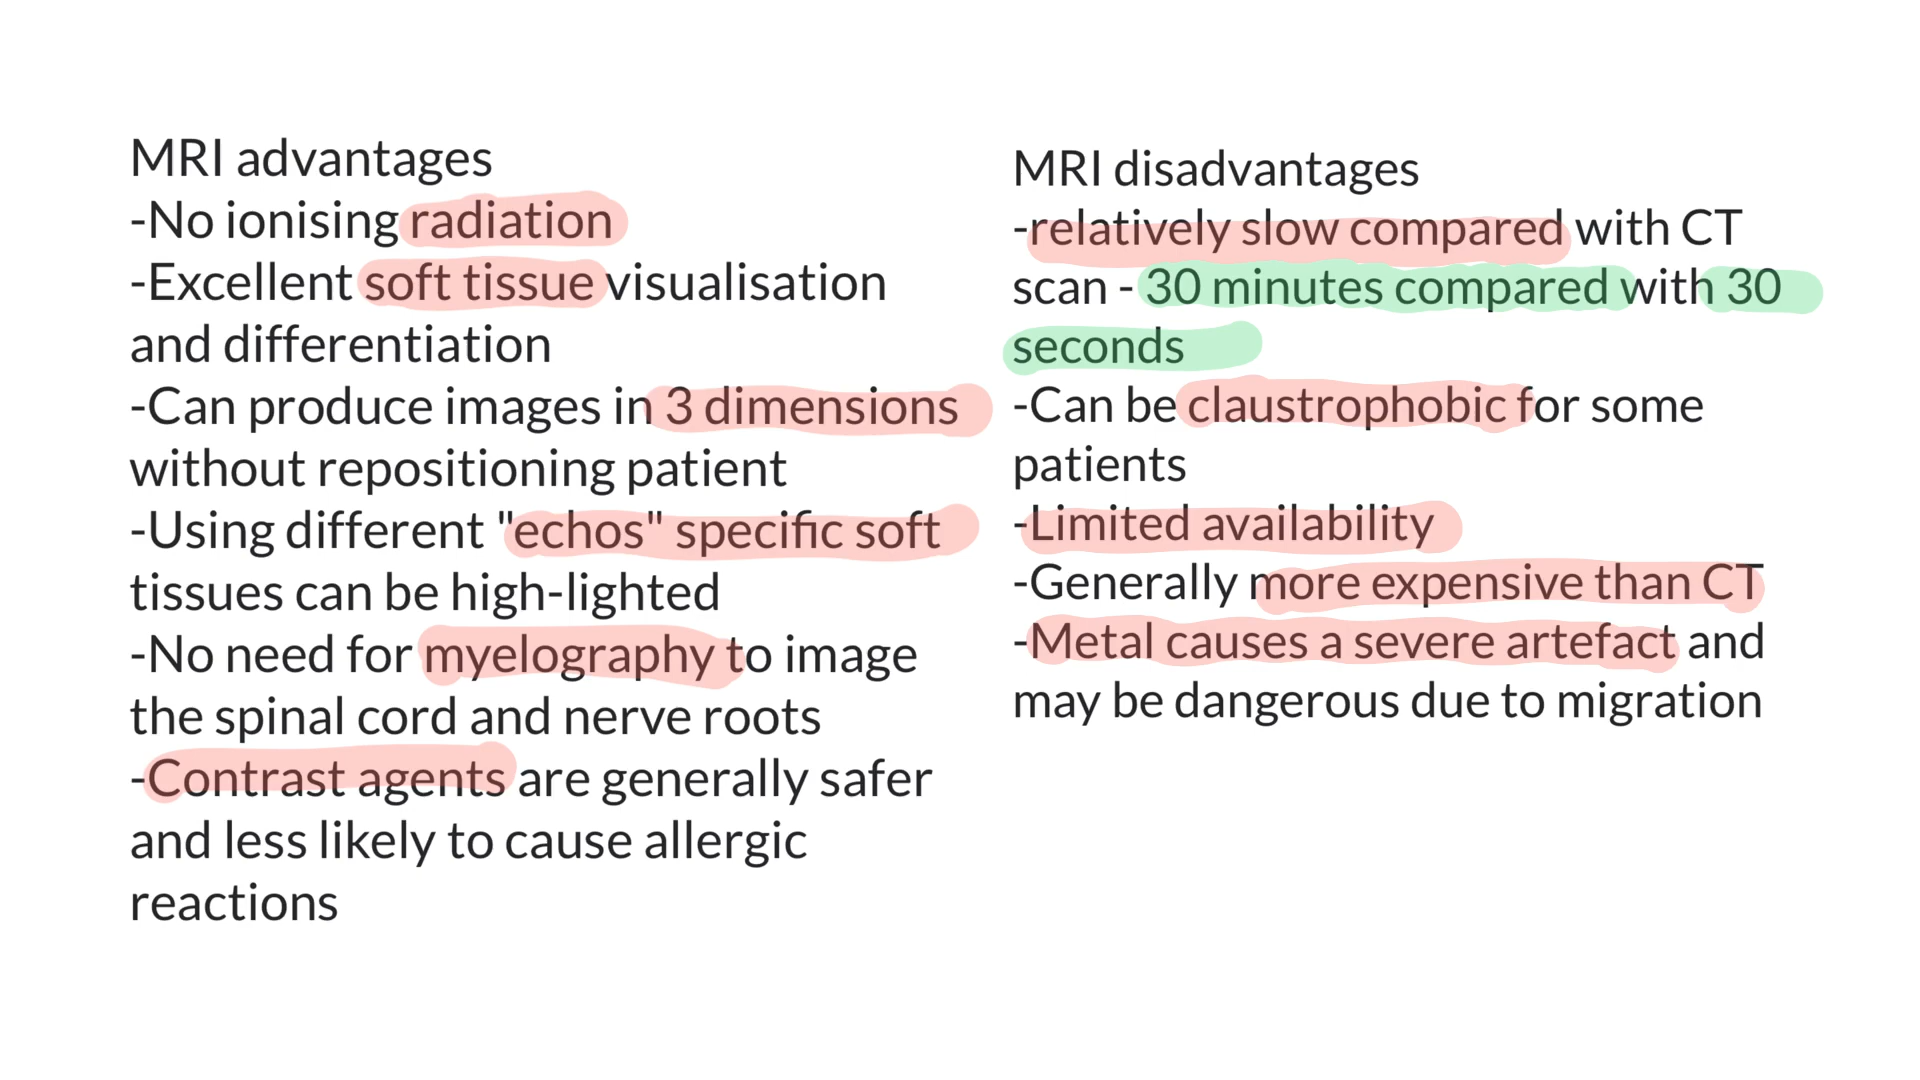 MRI advantages
-No ionising radiation
-Excellent soft tissue visualisation
and differentiation
-Can produce images in 3 dimensions
without repositioning patient
-Using different "echos" specific soft
tissues can be high-lighted
-No need for myelography to image
the spinal cord and nerve roots
-Contrast agents are generally safer
and less likely to cause allergic
reactions
MRI disadvantages
-relatively slow compared with CT
scan - 30 minutes compared with 30
seconds
-Can be claustrophobic for some
patients
-Limited availability
-Generally more expensive than CT
-Metal causes a severe artefact and
may be dangerous due to migration